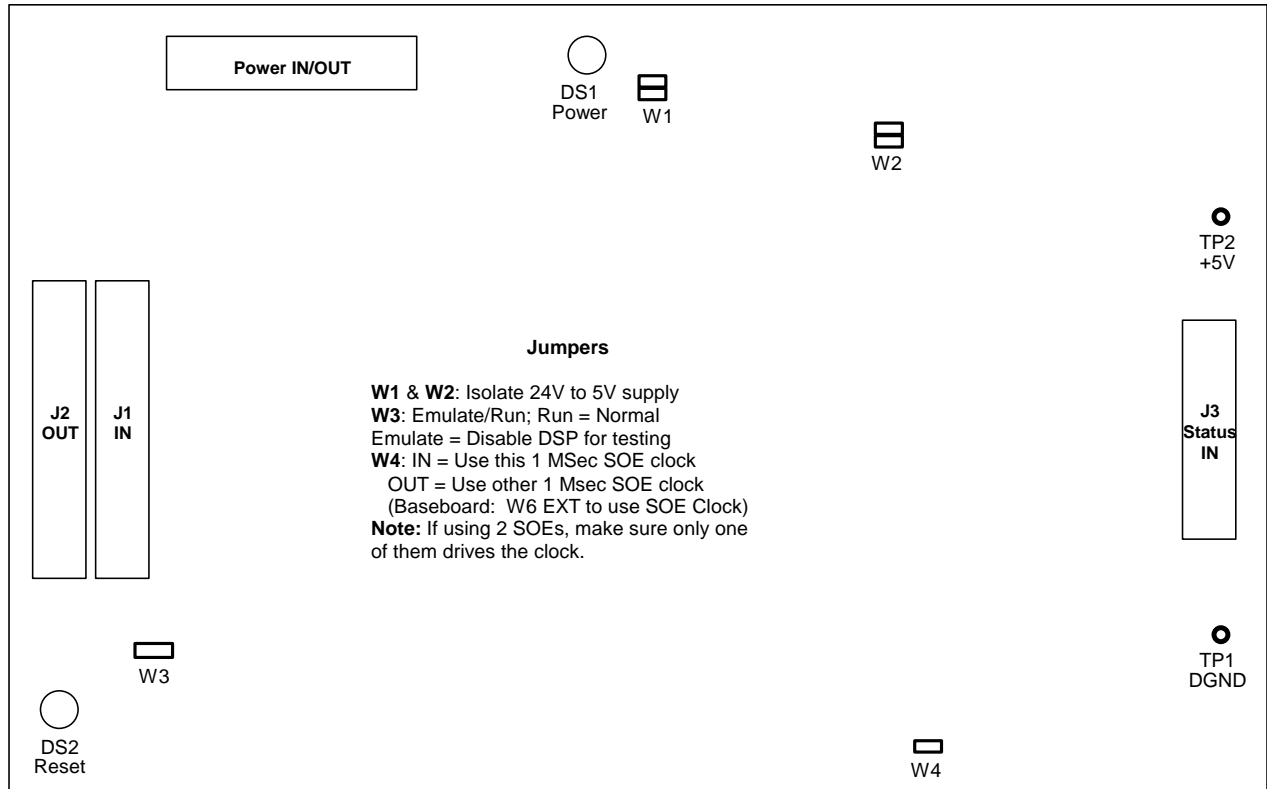 Power IN/OUT
DS1
Power
W1
W2
TP2
+5V
J2
OUT
J1
IN
Jumpers
W1 & W2: Isolate 24V to 5V supply
W3: Emulate/Run; Run = Normal
Emulate = Disable DSP for testing
W4: IN = Use this 1 MSec SOE clock
OUT = Use other 1 Msec SOE clock
(Baseboard: W6 EXT to use SOE Clock)
Note: If using 2 SOEs, make sure only one
of them drives the clock.
J3
Status
IN
W3
TP1
DGND
DS2
Reset
W4